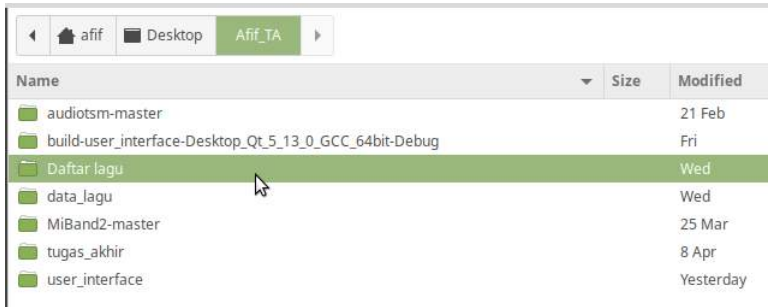 afif Desktop Afif_TA
Name Size Modified
audiotsm-master 21 Feb
build-user_interface-Desktop_Qt_5_13_0_GCC_64bit-Debug Fri
Daftar lagu Wed
data_lagu Wed
MiBand2-master 25 Mar
tugas_akhir 8 Apr
user_interface Yesterday